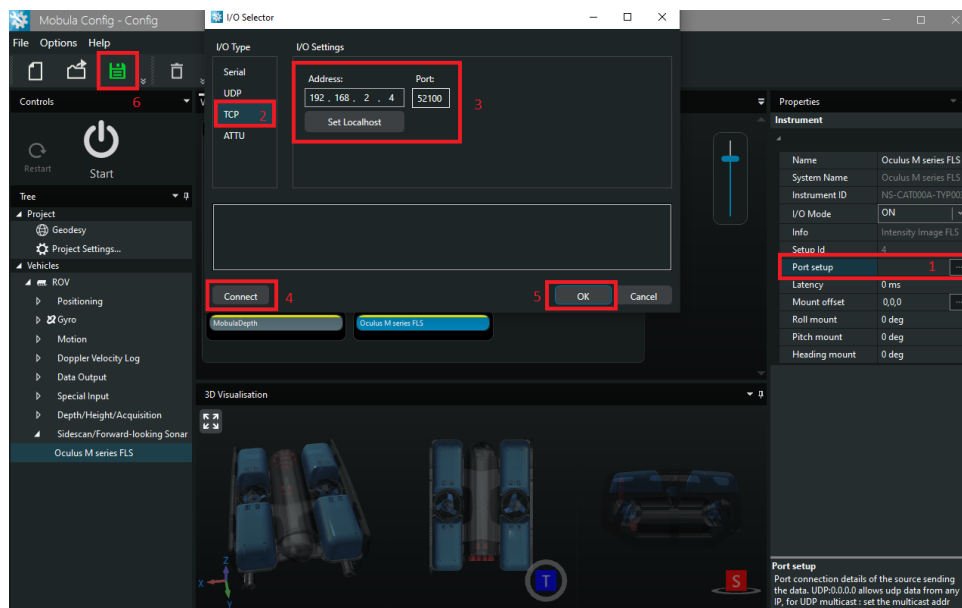 Mobula Config - Config
File Options Help
6
Controls
Restart
Start
Tree
Project
Geodesy
Project Settings...
Vehicles
ROV
Positioning
Gyro
Motion
Doppler Velocity Log
Data Output
Special Input
Depth/Height/Acquisition
Sidescan/Forward-looking Sonar
Oculus M series FLS
I/O Selector
I/O Type
Serial
UDP
TCP 2
ATTU
I/O Settings
Address: Port:
192 . 168 . 2 . 4 52100
3
Set Localhost
Connect 4
5 OK Cancel
MobulaDepth
Oculus M series FLS
3D Visualisation
Z
X
Y
T
S
Properties
Instrument
Name Oculus M series FLS
System Name Oculus M series FLS
Instrument ID
I/O Mode ON
Info Intensity Image FLS
Setup Id 4
Port setup 1 ...
Latency 0 ms
Mount offset 0,0,0 ...
Roll mount 0 deg
Pitch mount 0 deg
Heading mount 0 deg
Port setup
Port connection details of the source sending
the data. UDP:0.0.0.0 allows udp data from any
IP, for UDP multicast : set the multicast addr